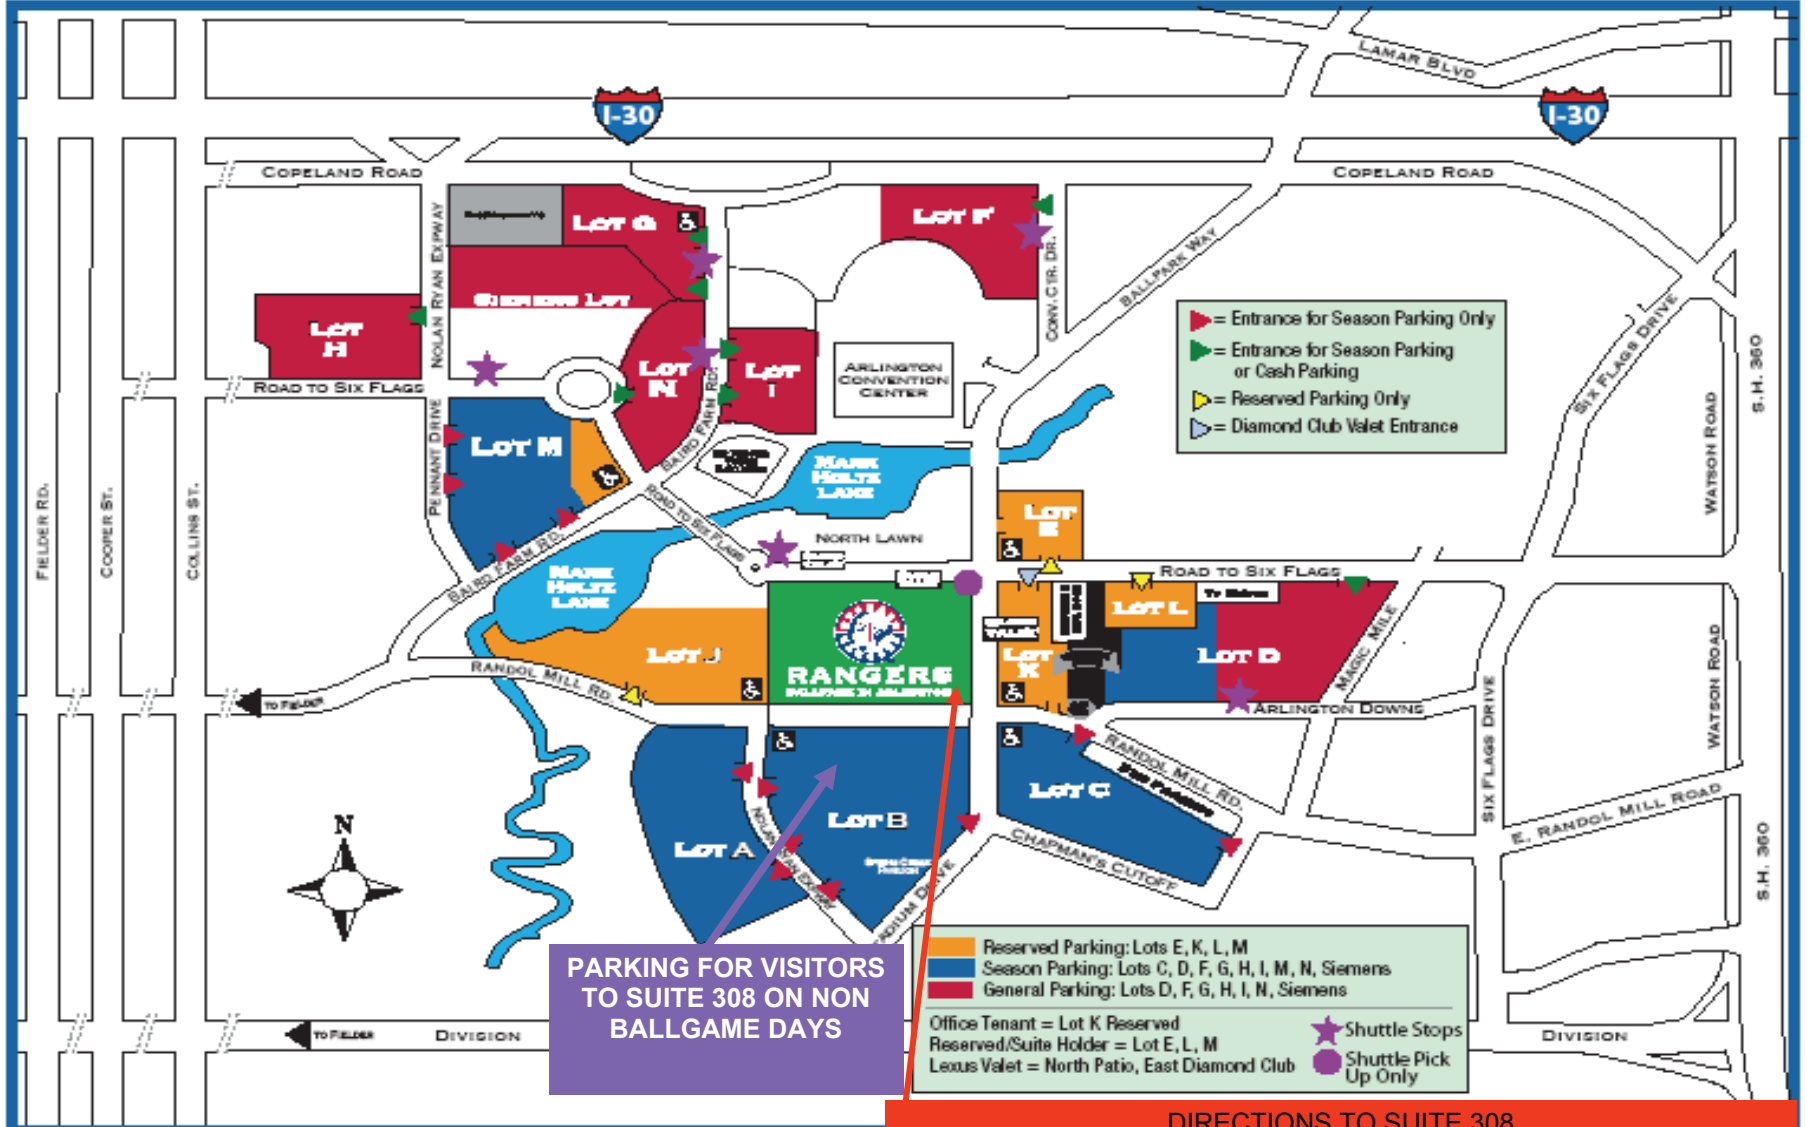 LAMAR BLVD
I-30
I-30
COPELAND ROAD
COPELAND ROAD
NOLAN RYAN EXPWAY
LOT G
LOT F
CONV. CTR. DR.
BALLPARK WAY
SIEMENS LOT
LOT
H
LOT
N
LOT
I
ARLINGTON
CONVENTION
CENTER
= Entrance for Season Parking Only
= Entrance for Season Parking
or Cash Parking
= Reserved Parking Only
= Diamond Club Valet Entrance
SIX FLAGS DRIVE
S.H. 360
WATSON ROAD
ROAD TO SIX FLAGS
PENNANT DRIVE
LOT M
BAIRD FARM RD.
MARK
HOLTZ
LAKE
ROAD TO SIX FLAGS
NORTH LAWN
LOT
E
FIELDER RD.
COOPER ST.
COLLINS ST.
BAIRD FARM RD.
MARK
HOLTZ
LAKE
ROAD TO SIX FLAGS
LOT L
LOT J
RANGERS
BALLPARK IN ARLINGTON
LOT
K
LOT D
MAGIC MILE
WATSON ROAD
RANDOL MILL RD.
TO FIELDER
ARLINGTON DOWNS
SIX FLAGS DRIVE
RANDOL MILL RD.
LOT C
LOT B
LOT A
NOLAN RYAN EXPWAY
E. RANDOL MILL ROAD
CHAPMAN'S CUTOFF
STADIUM DRIVE
S.H. 360
N
PARKING FOR VISITORS
TO SUITE 308 ON NON
BALLGAME DAYS
Reserved Parking: Lots E, K, L, M
Season Parking: Lots C, D, F, G, H, I, M, N, Siemens
General Parking: Lots D, F, G, H, I, N, Siemens
Office Tenant = Lot K Reserved
Reserved/Suite Holder = Lot E, L, M
Lexus Valet = North Patio, East Diamond Club
Shuttle Stops
Shuttle Pick
Up Only
TO FIELDER
DIVISION
DIVISION
DIRECTIONS TO SUITE 308